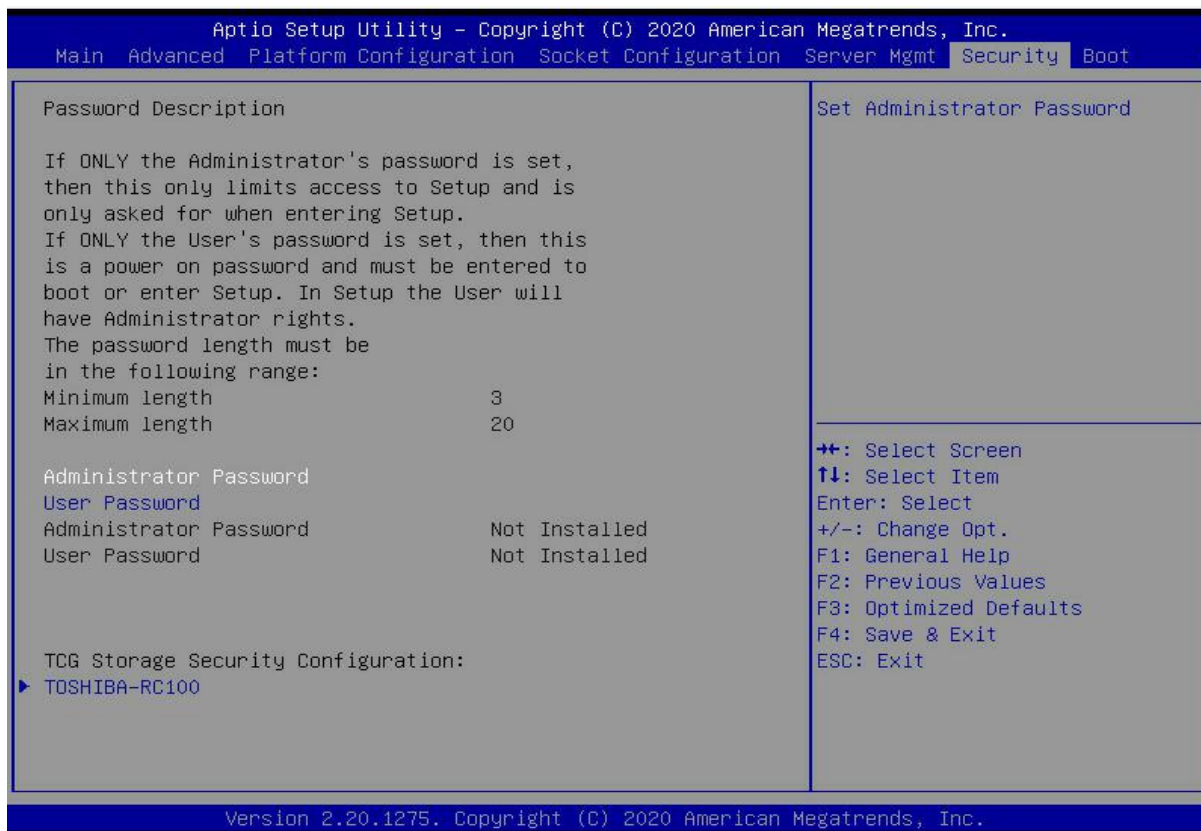 Aptio Setup Utility – Copyright (C) 2020 American Megatrends, Inc.
Main Advanced Platform Configuration Socket Configuration Server Mgmt Security Boot
Password Description
If ONLY the Administrator's password is set,
then this only limits access to Setup and is
only asked for when entering Setup.
If ONLY the User's password is set, then this
is a power on password and must be entered to
boot or enter Setup. In Setup the User will
have Administrator rights.
The password length must be
in the following range:
Minimum length 3
Maximum length 20
Administrator Password
User Password
Administrator Password Not Installed
User Password Not Installed
TCG Storage Security Configuration:
TOSHIBA-RC100
Set Administrator Password
→←: Select Screen
↑↓: Select Item
Enter: Select
+/-: Change Opt.
F1: General Help
F2: Previous Values
F3: Optimized Defaults
F4: Save & Exit
ESC: Exit
Version 2.20.1275. Copyright (C) 2020 American Megatrends, Inc.